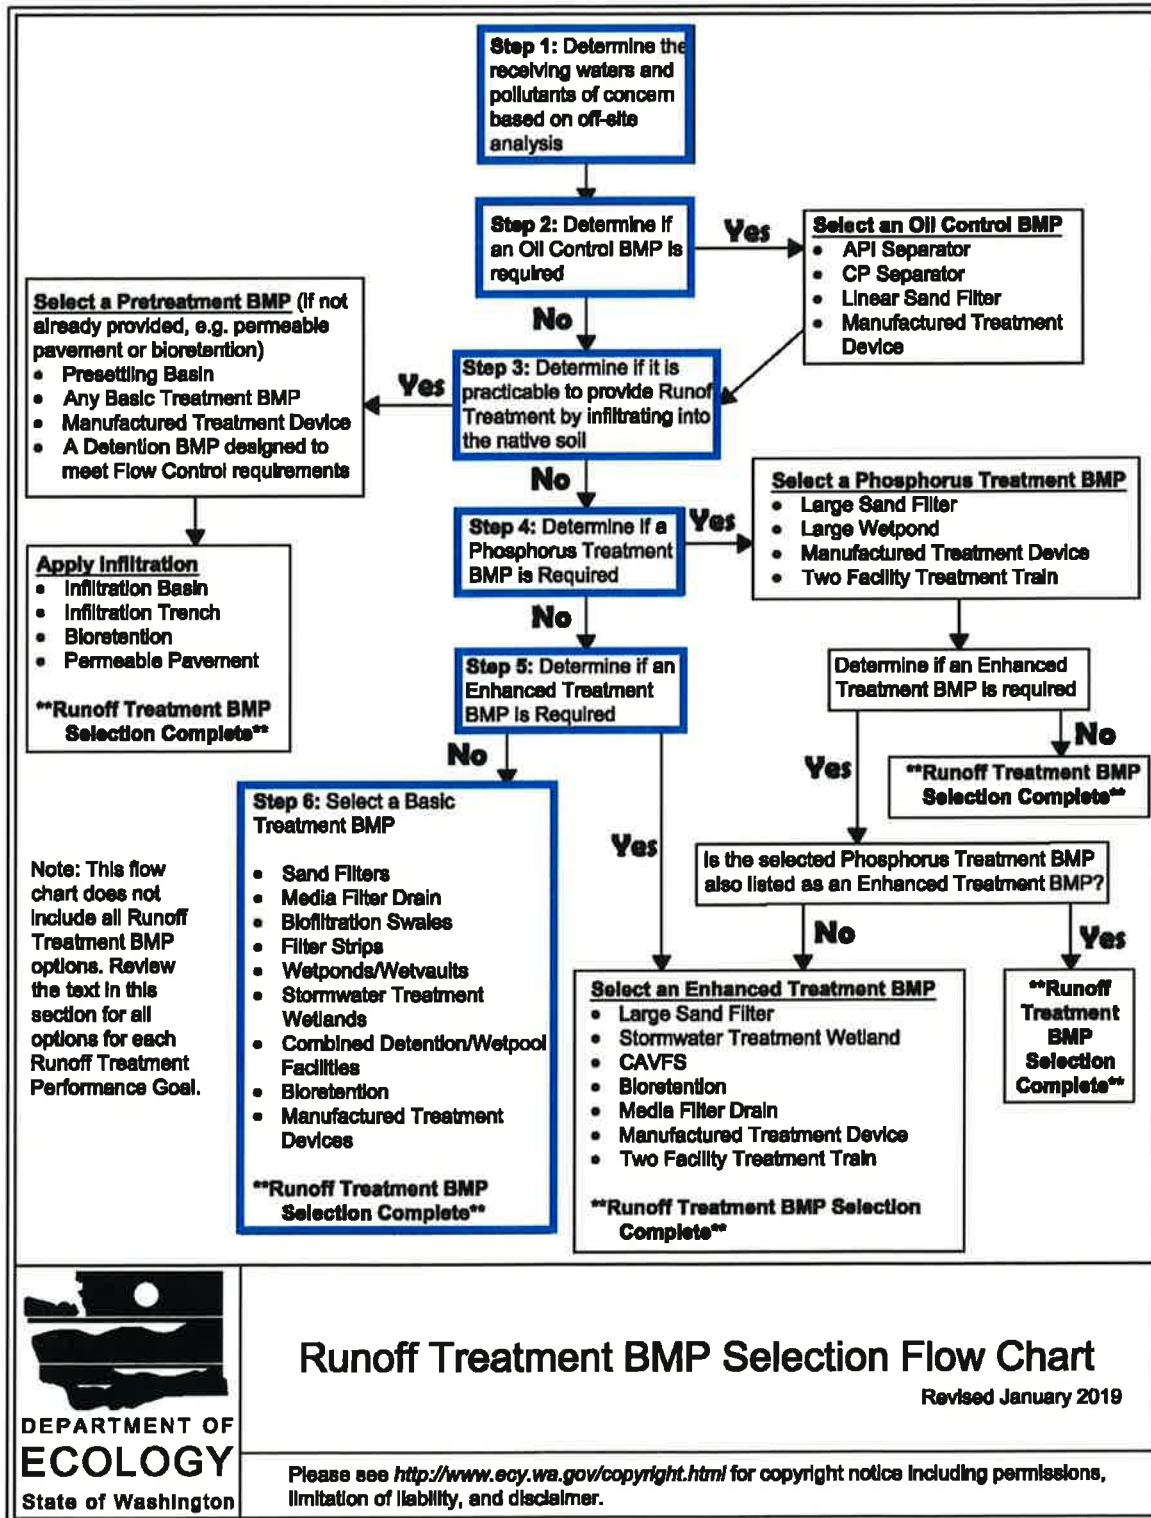 Step 1: Determine the
receiving waters and
pollutants of concern
based on off-site
analysis
Step 2: Determine if
an Oil Control BMP is
required
Yes
Select an Oil Control BMP
• API Separator
• CP Separator
• Linear Sand Filter
• Manufactured Treatment
Device
No
Select a Pretreatment BMP (if not
already provided, e.g. permeable
pavement or bioretention)
• Presettling Basin
• Any Basic Treatment BMP
• Manufactured Treatment Device
• A Detention BMP designed to
meet Flow Control requirements
Yes
Step 3: Determine if it is
practicable to provide Runof
Treatment by infiltrating into
the native soil
No
Apply Infiltration
• Infiltration Basin
• Infiltration Trench
• Bioretention
• Permeable Pavement
**Runoff Treatment BMP
Selection Complete**
Step 4: Determine if a
Phosphorus Treatment
BMP is Required
Yes
Select a Phosphorus Treatment BMP
• Large Sand Filter
• Large Wetpond
• Manufactured Treatment Device
• Two Facility Treatment Train
No
Step 5: Determine if an
Enhanced Treatment
BMP is Required
Determine if an Enhanced
Treatment BMP is required
No
**Runoff Treatment BMP
Selection Complete**
Yes
No
Yes
Step 6: Select a Basic
Treatment BMP
• Sand Filters
• Media Filter Drain
• Biofiltration Swales
• Filter Strips
• Wetponds/Wetvaults
• Stormwater Treatment
Wetlands
• Combined Detention/Wetpool
Facilities
• Bioretention
• Manufactured Treatment
Devices
**Runoff Treatment BMP
Selection Complete**
Is the selected Phosphorus Treatment BMP
also listed as an Enhanced Treatment BMP?
No
Yes
Select an Enhanced Treatment BMP
• Large Sand Filter
• Stormwater Treatment Wetland
• CAVFS
• Bioretention
• Media Filter Drain
• Manufactured Treatment Device
• Two Facility Treatment Train
**Runoff Treatment BMP Selection
Complete**
**Runoff
Treatment
BMP
Selection
Complete**
Note: This flow
chart does not
include all Runoff
Treatment BMP
options. Review
the text in this
section for all
options for each
Runoff Treatment
Performance Goal.
DEPARTMENT OF
ECOLOGY
State of Washington
Runoff Treatment BMP Selection Flow Chart
Revised January 2019
Please see http://www.ecy.wa.gov/copyright.html for copyright notice including permissions,
limitation of liability, and disclaimer.